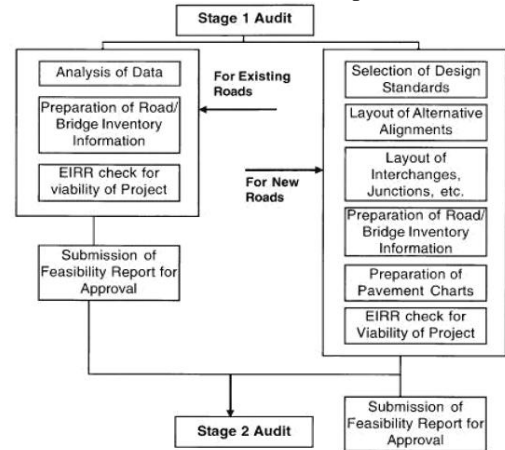 Stage 1 Audit
Analysis of Data
Preparation of Road/
Bridge Inventory
Information
EIRR check for
viability of Project
Submission of
Feasibility Report for
Approval
For Existing
Roads
For New
Roads
Selection of Design
Standards
Layout of Alternative
Alignments
Layout of
Interchanges,
Junctions, etc.
Preparation of Road/
Bridge Inventory
Information
Preparation of
Pavement Charts
EIRR check for
Viability of Project
Stage 2 Audit
Submission of
Feasibility Report for
Approval